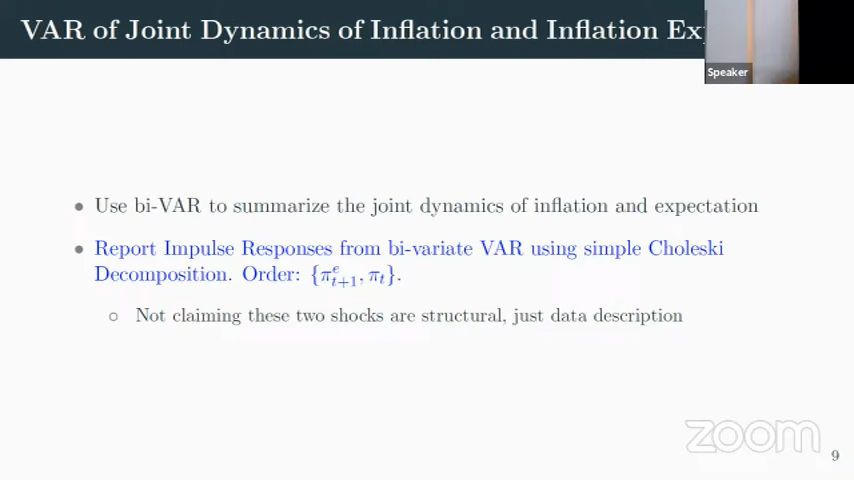 VAR of Joint Dynamics of Inflation and Inflation
Speaker
• Use bi-VAR to summarize the joint dynamics of inflation and expectation
• Report Impulse Responses from bi-variate VAR using simple Choleski
Decomposition. Order: {π^e_{t+1}, π_t}.
○ Not claiming these two shocks are structural, just data description
zoom
9